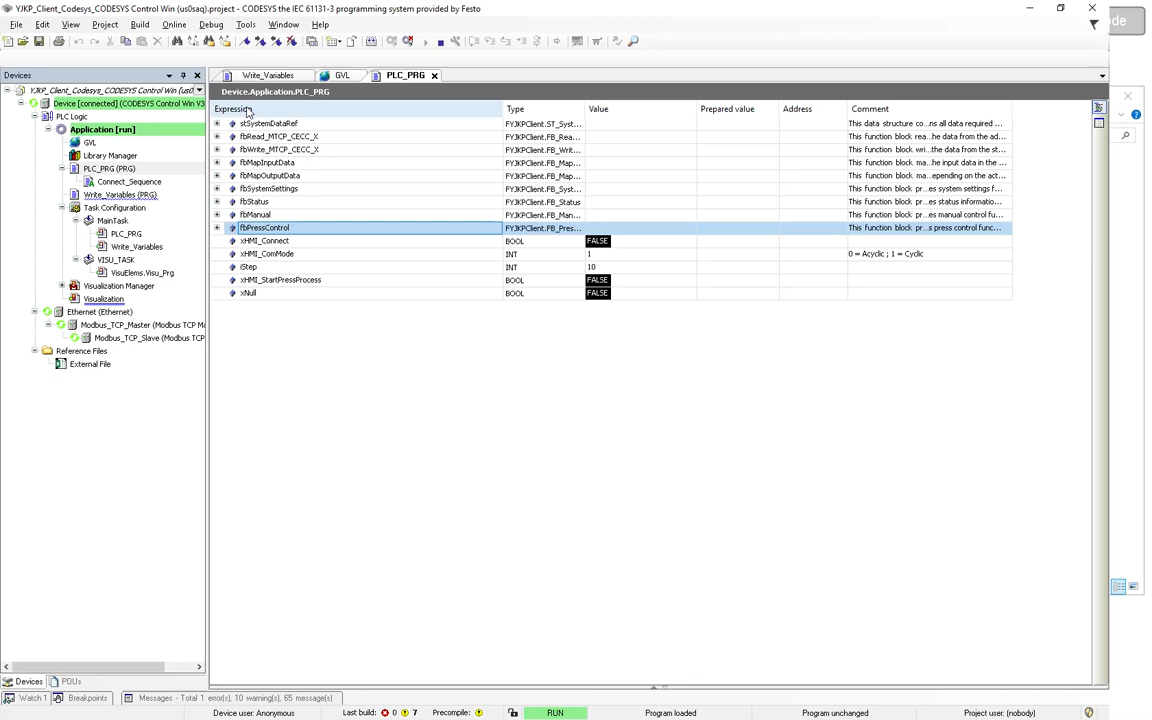 YJKP_Client_Codesys_CODESYS Control Win (us0saq).project - CODESYS the IEC 61131-3 programming system provided by Festo
File Edit View Project Build Online Debug Tools Window Help
Devices
YJKP_Client_Codesys_CODESYS Control Win (us0
Device [connected] (CODESYS Control Win V3
PLC Logic
Application [run]
GVL
Library Manager
PLC_PRG (PRG)
Connect_Sequence
Write_Variables (PRG)
Task Configuration
MainTask
PLC_PRG
Write_Variables
VISU_TASK
VisuElems.Visu_Prg
Visualization Manager
Visualization
Ethernet (Ethernet)
Modbus_TCP_Master (Modbus TCP Ma
Modbus_TCP_Slave (Modbus TC
Reference Files
External File
Devices POUs
Write_Variables GVL PLC_PRG
Device.Application.PLC_PRG
Expression Type Value Prepared value Address Comment
stSystemDataRef FYJKPClient.ST_Syst... This data structure co...ns all data required ...
fbRead_MTCP_CECC_X FYJKPClient.FB_Rea... This function block rea...he data from the ad...
fbWrite_MTCP_CECC_X FYJKPClient.FB_Writ... This function block wri...the data from the st...
fbMapInputData FYJKPClient.FB_Map... This function block ma...he input data in the ...
fbMapOutputData FYJKPClient.FB_Map... This function block ma...epending on the act...
fbSystemSettings FYJKPClient.FB_Syst... This function block pr...es system settings f...
fbStatus FYJKPClient.FB_Status This function block pr...es status informatio...
fbManual FYJKPClient.FB_Man... This function block pr...es manual control fu...
fbPressControl FYJKPClient.FB_Pres... This function block pr...s press control func...
xHMI_Connect BOOL FALSE
xHMI_ComMode INT 1 0 = Acyclic ; 1 = Cyclic
iStep INT 10
xHMI_StartPressProcess BOOL FALSE
xNull BOOL FALSE
Watch 1 Breakpoints Messages - Total 1 error(s), 10 warning(s), 65 message(s)
Device user: Anonymous Last build: 0 7 Precompile: RUN Program loaded Program unchanged Project user: (nobody)